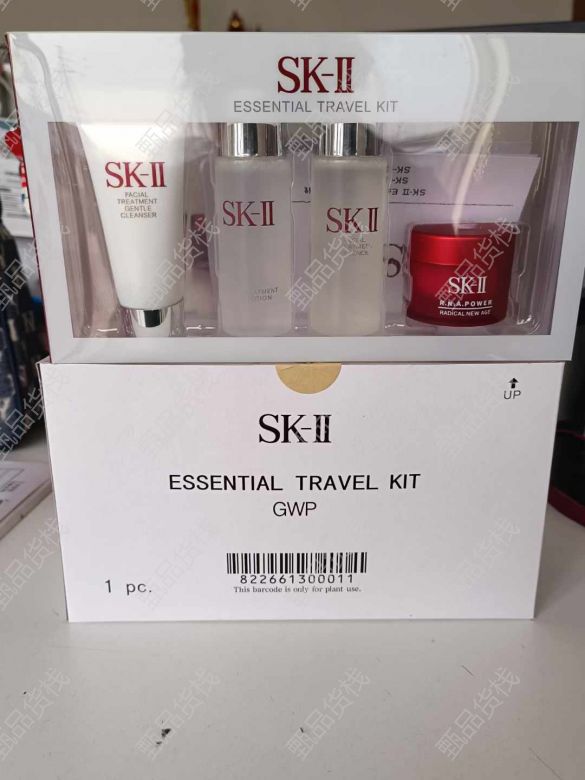 SK-II
ESSENTIAL TRAVEL KIT
SK-II
FACIAL
TREATMENT
GENTLE
CLEANSER
SK-II
SK-II
SK-II
R.N.A.POWER
RADICAL NEW AGE
UP
SK-II
ESSENTIAL TRAVEL KIT
GWP
822661300011
This barcode is only for plant use.
1 pc.
甄品货栈